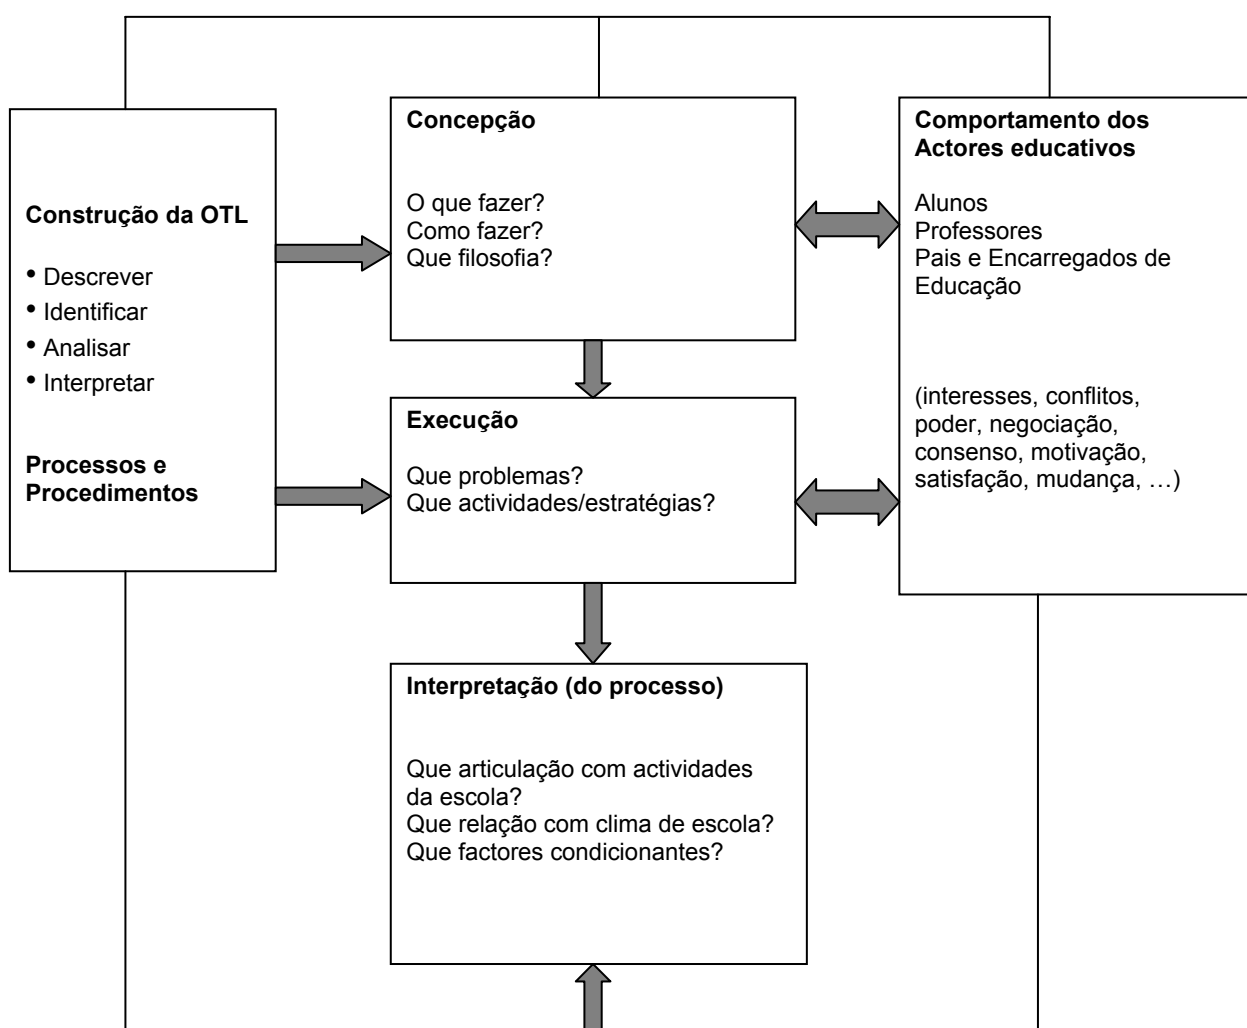 Construção da OTL
• Descrever
• Identificar
• Analisar
• Interpretar
Processos e
Procedimentos
Concepção
O que fazer?
Como fazer?
Que filosofia?
Execução
Que problemas?
Que actividades/estratégias?
Interpretação (do processo)
Que articulação com actividades
da escola?
Que relação com clima de escola?
Que factores condicionantes?
Comportamento dos
Actores educativos
Alunos
Professores
Pais e Encarregados de
Educação
(interesses, conflitos,
poder, negociação,
consenso, motivação,
satisfação, mudança, …)